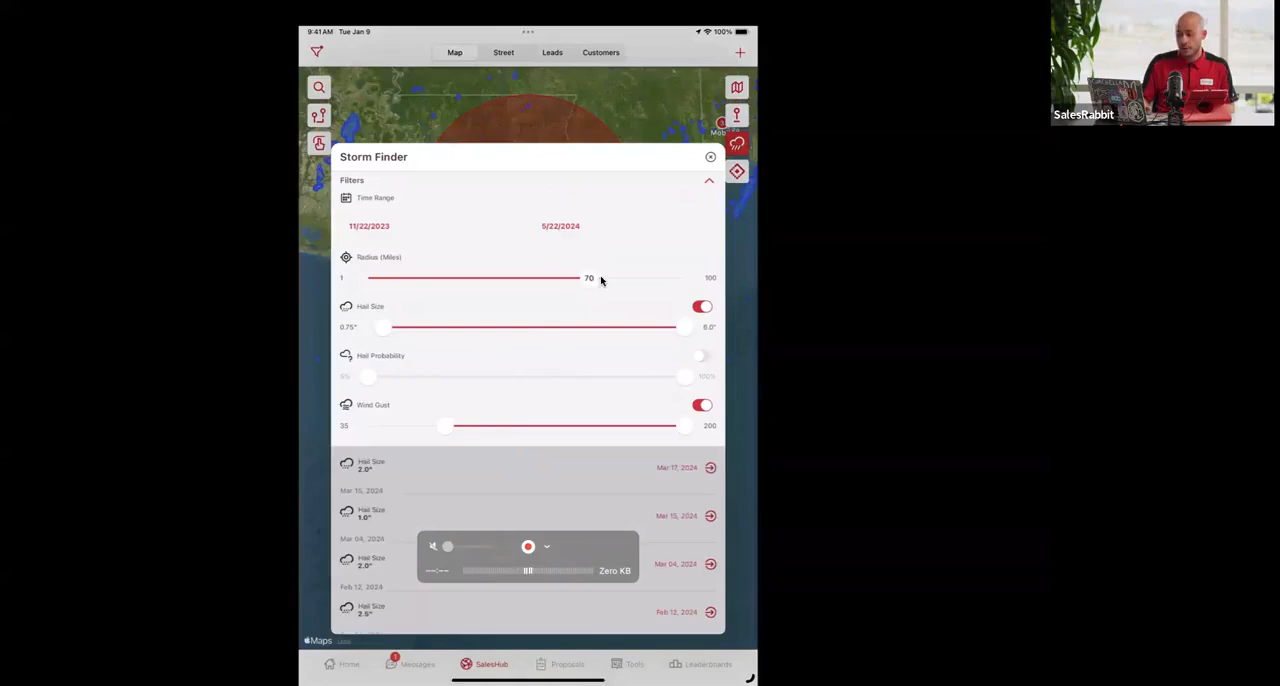 9:41 AM Tue Jan 9
100%
Map Street Leads Customers
Mob
Storm Finder
Filters
Time Range
11/22/2023 5/22/2024
Radius (Miles)
1 70 100
Hail Size
0.75" 6.0"
Hail Probability
5% 100%
Wind Gust
35 200
Hail Size
2.0" Mar 17, 2024
Mar 15, 2024
Hail Size
1.0" Mar 15, 2024
Mar 04, 2024
Hail Size
2.0" Mar 04, 2024
Feb 12, 2024
Hail Size
2.5" Feb 12, 2024
--:-- Zero KB
Maps
1
Home Messages SalesHub Proposals Tools Leaderboards
SalesRabbit